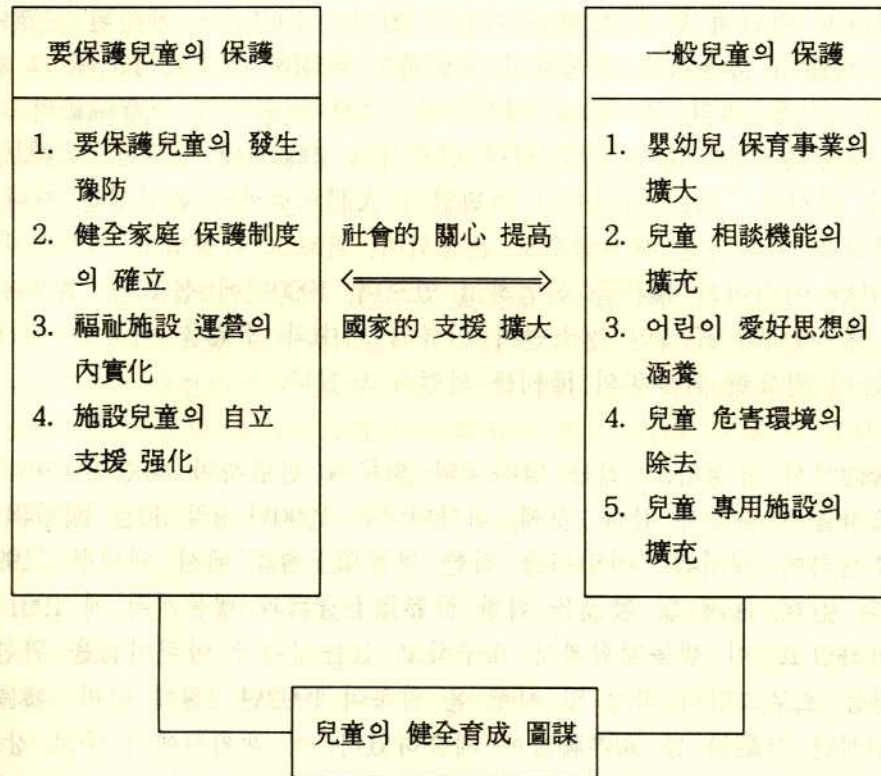 要保護兒童의 保護
1. 要保護兒童의 發生
豫防
2. 健全家庭 保護制度
의 確立
3. 福祉施設 運營의
內實化
4. 施設兒童의 自立
支援 强化
社會的 關心 提高
國家的 支援 擴大
一般兒童의 保護
1. 嬰幼兒 保育事業의
擴大
2. 兒童 相談機能의
擴充
3. 어린이 愛好思想의
涵養
4. 兒童 危害環境의
除去
5. 兒童 專用施設의
擴充
兒童의 健全育成 圖謀